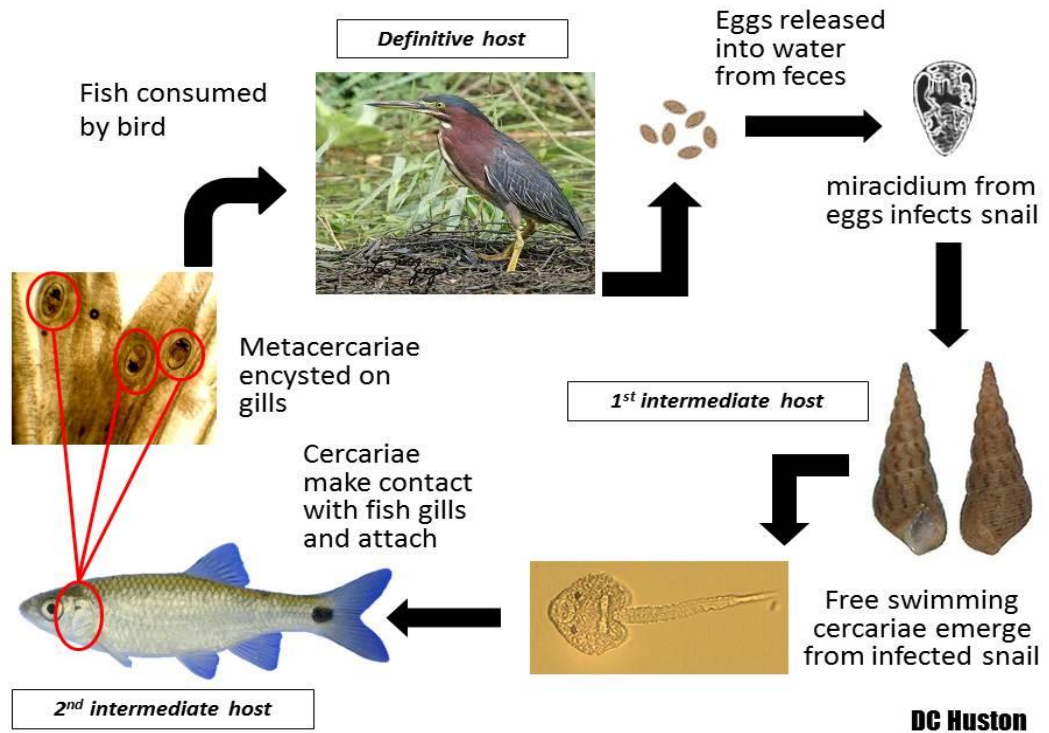 Definitive host
Eggs released
into water
from feces
Fish consumed
by bird
miracidium from
eggs infects snail
Metacercariae
encysted on
gills
1st intermediate host
Cercariae
make contact
with fish gills
and attach
Free swimming
cercariae emerge
from infected snail
2nd intermediate host
DC Huston